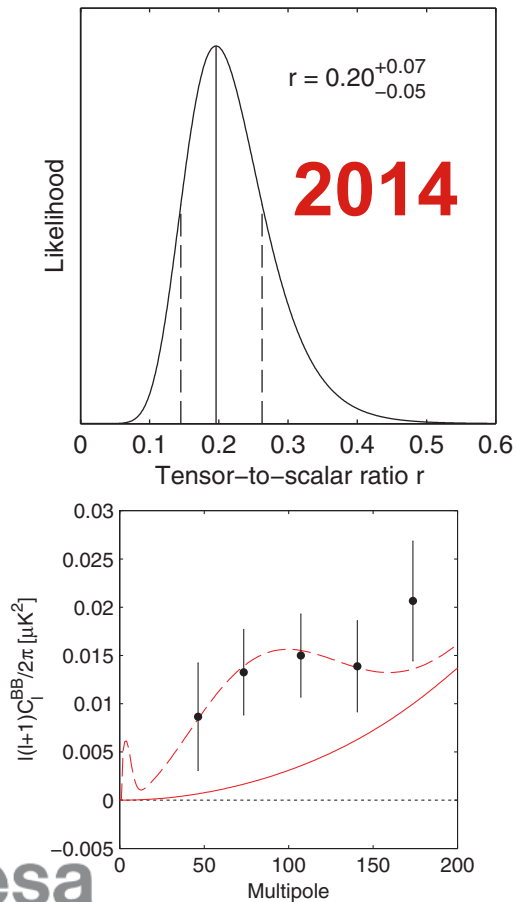 r = 0.20 +0.07 −0.05
2014
Likelihood
0 0.1 0.2 0.3 0.4 0.5 0.6
Tensor−to−scalar ratio r
0.03
0.025
0.02
0.015
0.01
0.005
0
−0.005
l(l+1)C_l^BB/2π [μK²]
0 50 100 150 200
Multipole
esa